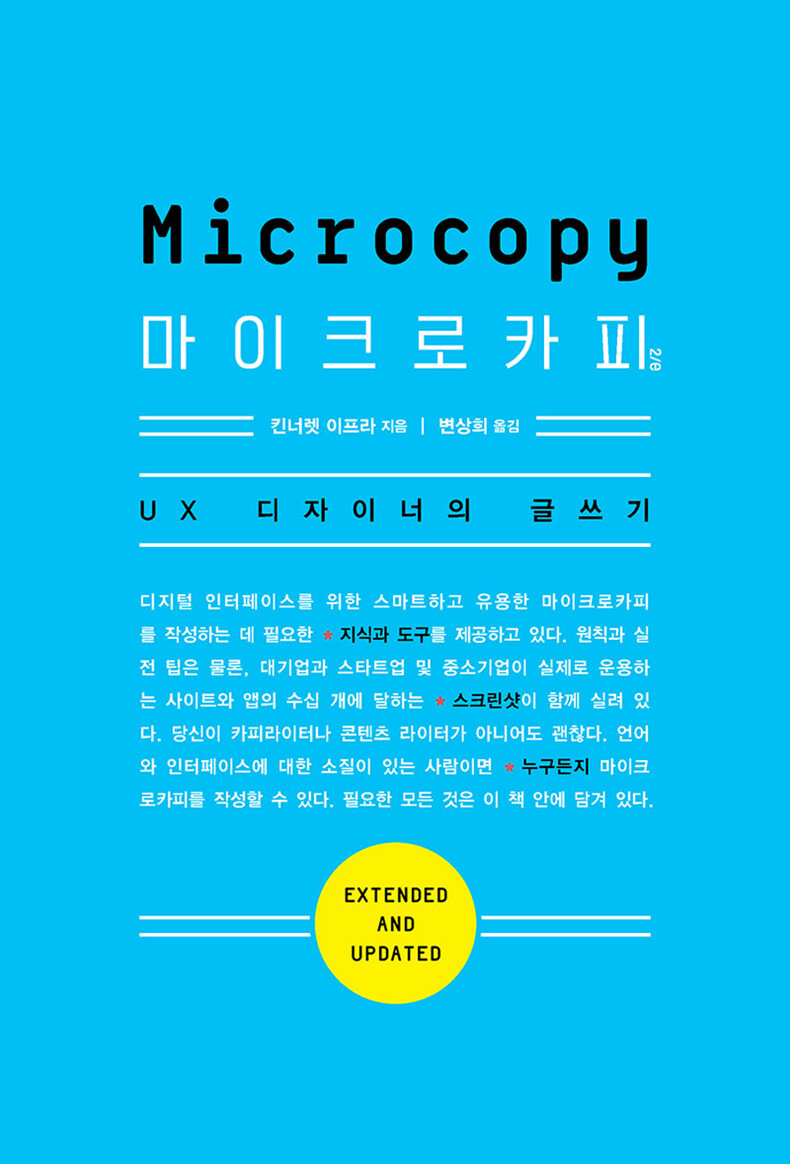 Microcopy
마이크로카피 2/e
킨너렛 이프라 지음 | 변상희 옮김
UX 디자이너의 글쓰기
디지털 인터페이스를 위한 스마트하고 유용한 마이크로카피
를 작성하는 데 필요한 * 지식과 도구를 제공하고 있다. 원칙과 실
전 팁은 물론, 대기업과 스타트업 및 중소기업이 실제로 운용하
는 사이트와 앱의 수십 개에 달하는 * 스크린샷이 함께 실려 있
다. 당신이 카피라이터나 콘텐츠 라이터가 아니어도 괜찮다. 언어
와 인터페이스에 대한 소질이 있는 사람이면 * 누구든지 마이크
로카피를 작성할 수 있다. 필요한 모든 것은 이 책 안에 담겨 있다.
EXTENDED
AND
UPDATED